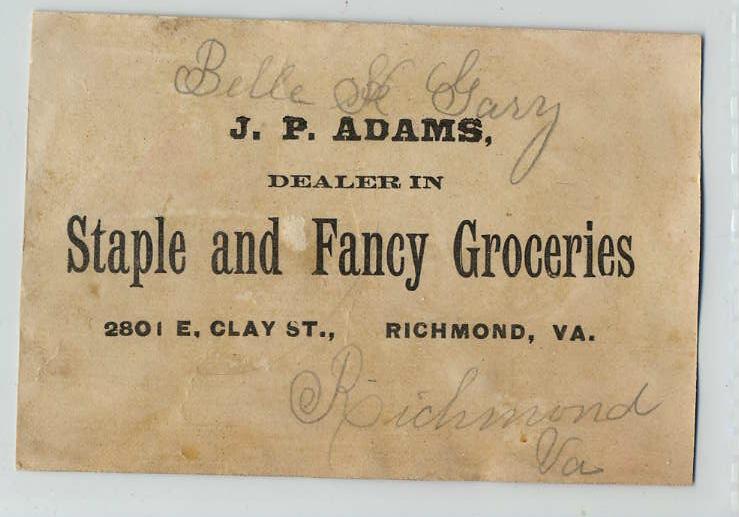 Belle H Gary
J. P. ADAMS,
DEALER IN
Staple and Fancy Groceries
2801 E. CLAY ST., RICHMOND, VA.
Richmond
Va